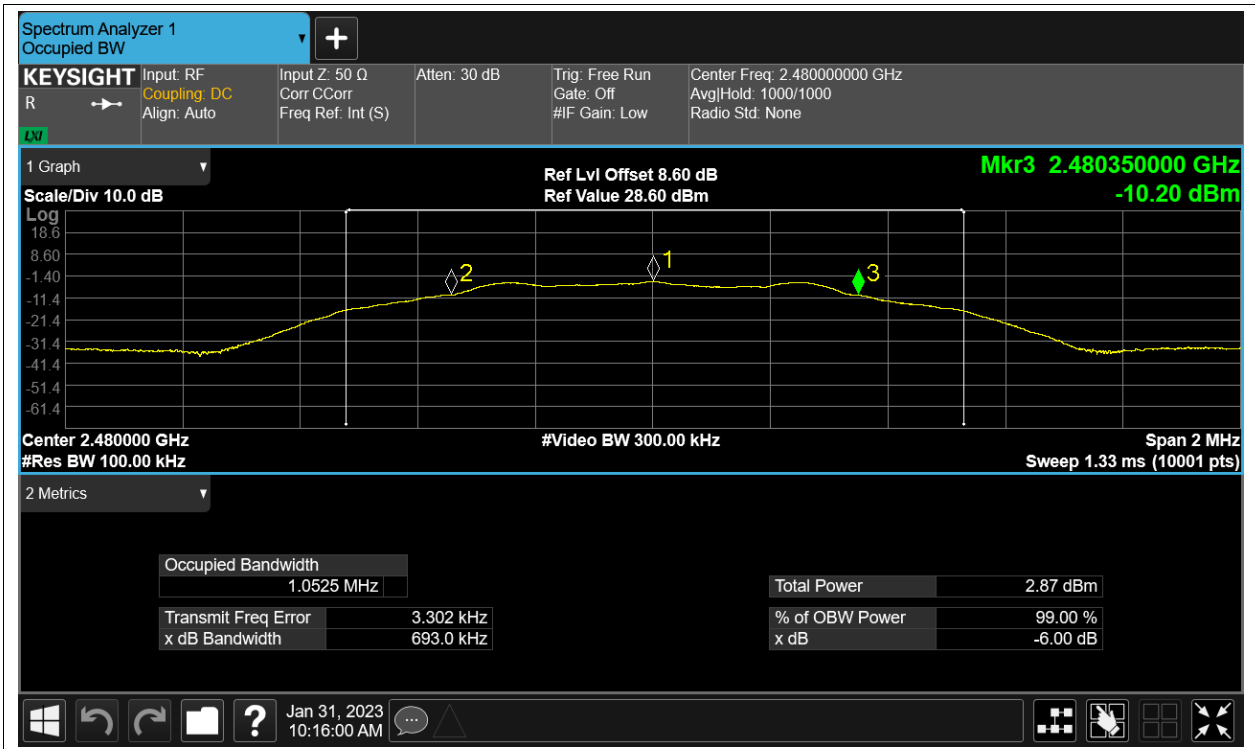 Spectrum Analyzer 1
Occupied BW
KEYSIGHT
R
LXI
Input: RF
Coupling: DC
Align: Auto
Input Z: 50 Ω
Corr CCorr
Freq Ref: Int (S)
Atten: 30 dB
Trig: Free Run
Gate: Off
#IF Gain: Low
Center Freq: 2.480000000 GHz
Avg|Hold: 1000/1000
Radio Std: None
1 Graph
Scale/Div 10.0 dB
Ref Lvl Offset 8.60 dB
Ref Value 28.60 dBm
Mkr3 2.480350000 GHz
-10.20 dBm
Log
18.6
8.60
-1.40
-11.4
-21.4
-31.4
-41.4
-51.4
-61.4
2
1
3
Center 2.480000 GHz
#Video BW 300.00 kHz
Span 2 MHz
#Res BW 100.00 kHz
Sweep 1.33 ms (10001 pts)
2 Metrics
Occupied Bandwidth
1.0525 MHz
Total Power 2.87 dBm
Transmit Freq Error 3.302 kHz
% of OBW Power 99.00 %
x dB Bandwidth 693.0 kHz
x dB -6.00 dB
?
Jan 31, 2023
10:16:00 AM